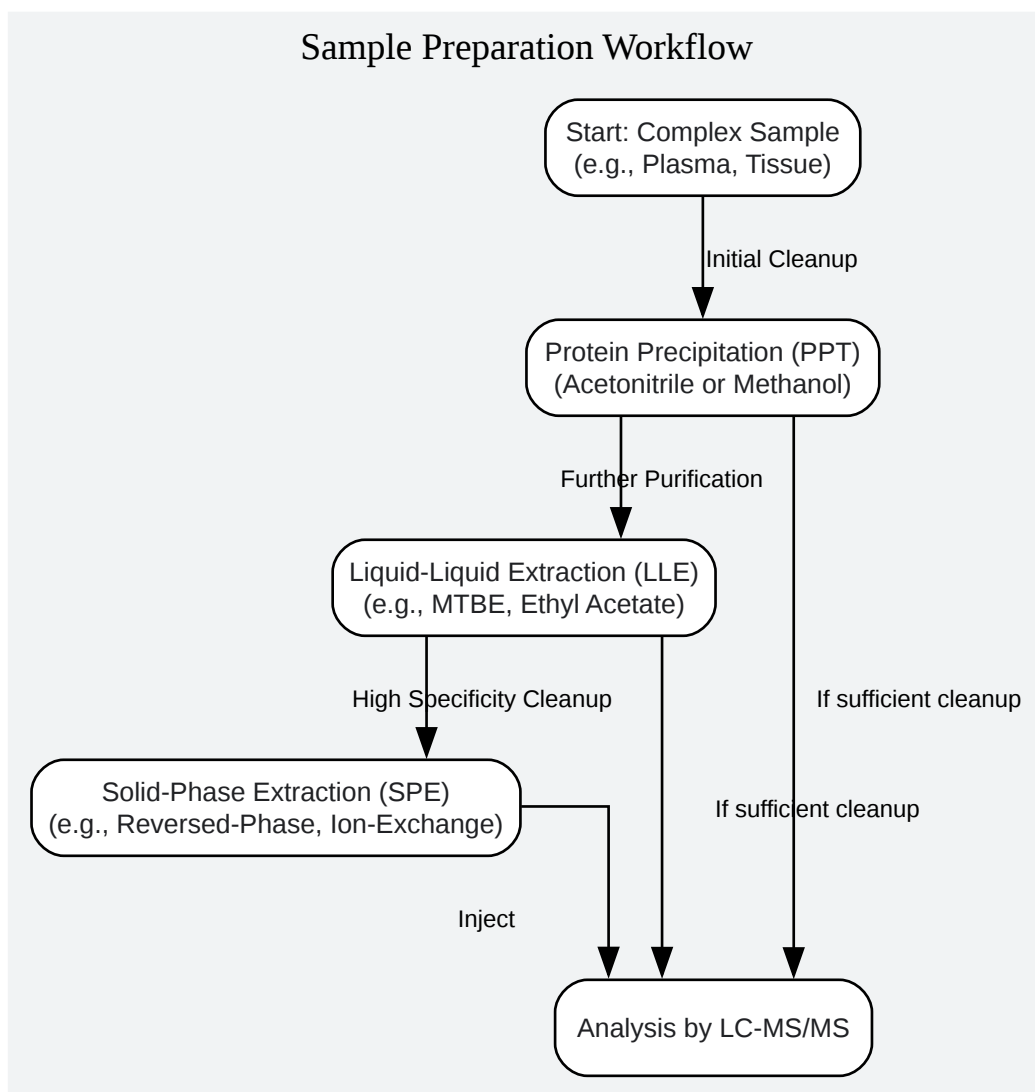 Sample Preparation Workflow
Start: Complex Sample
(e.g., Plasma, Tissue)
Initial Cleanup
Protein Precipitation (PPT)
(Acetonitrile or Methanol)
Further Purification
Liquid-Liquid Extraction (LLE)
(e.g., MTBE, Ethyl Acetate)
High Specificity Cleanup
If sufficient cleanup
Solid-Phase Extraction (SPE)
(e.g., Reversed-Phase, Ion-Exchange)
If sufficient cleanup
Inject
Analysis by LC-MS/MS